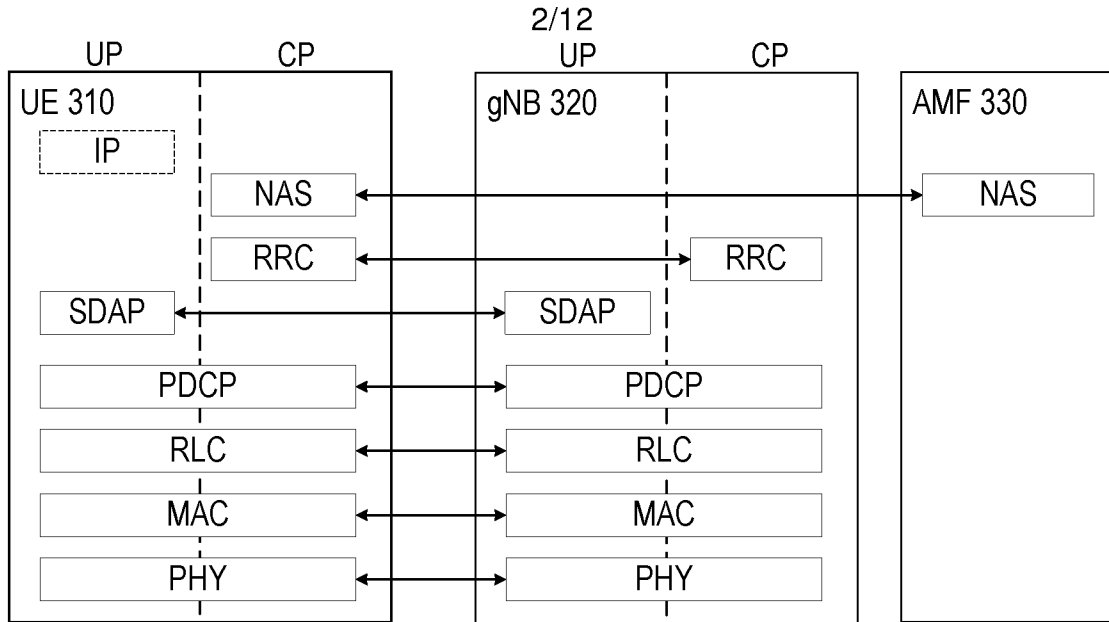 2/12
UP CP UP CP
UE 310 gNB 320 AMF 330
IP
NAS NAS
RRC RRC
SDAP SDAP
PDCP PDCP
RLC RLC
MAC MAC
PHY PHY